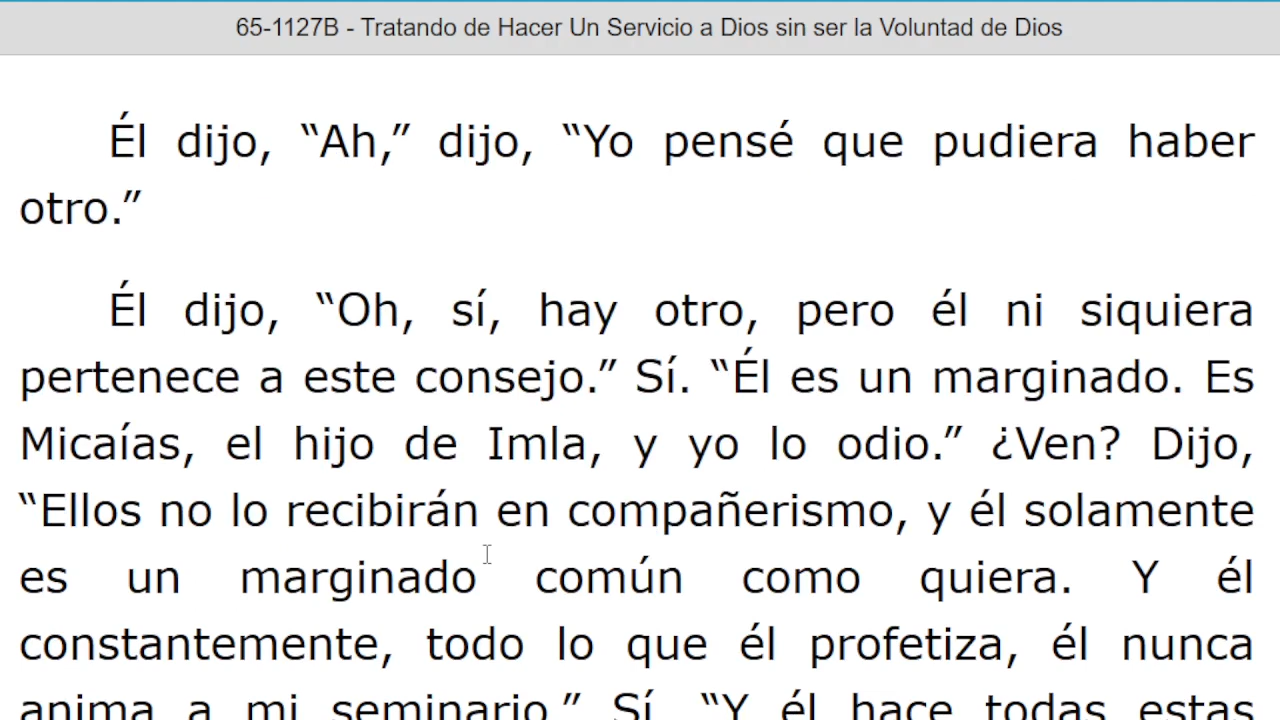 65-1127B - Tratando de Hacer Un Servicio a Dios sin ser la Voluntad de Dios
Él dijo, “Ah,” dijo, “Yo pensé que pudiera haber
otro.”
Él dijo, “Oh, sí, hay otro, pero él ni siquiera
pertenece a este consejo.” Sí. “Él es un marginado. Es
Micaías, el hijo de Imla, y yo lo odio.” ¿Ven? Dijo,
“Ellos no lo recibirán en compañerismo, y él solamente
es un marginado común como quiera. Y él
constantemente, todo lo que él profetiza, él nunca
anima a mi seminario.” Sí. “Y él hace todas estas